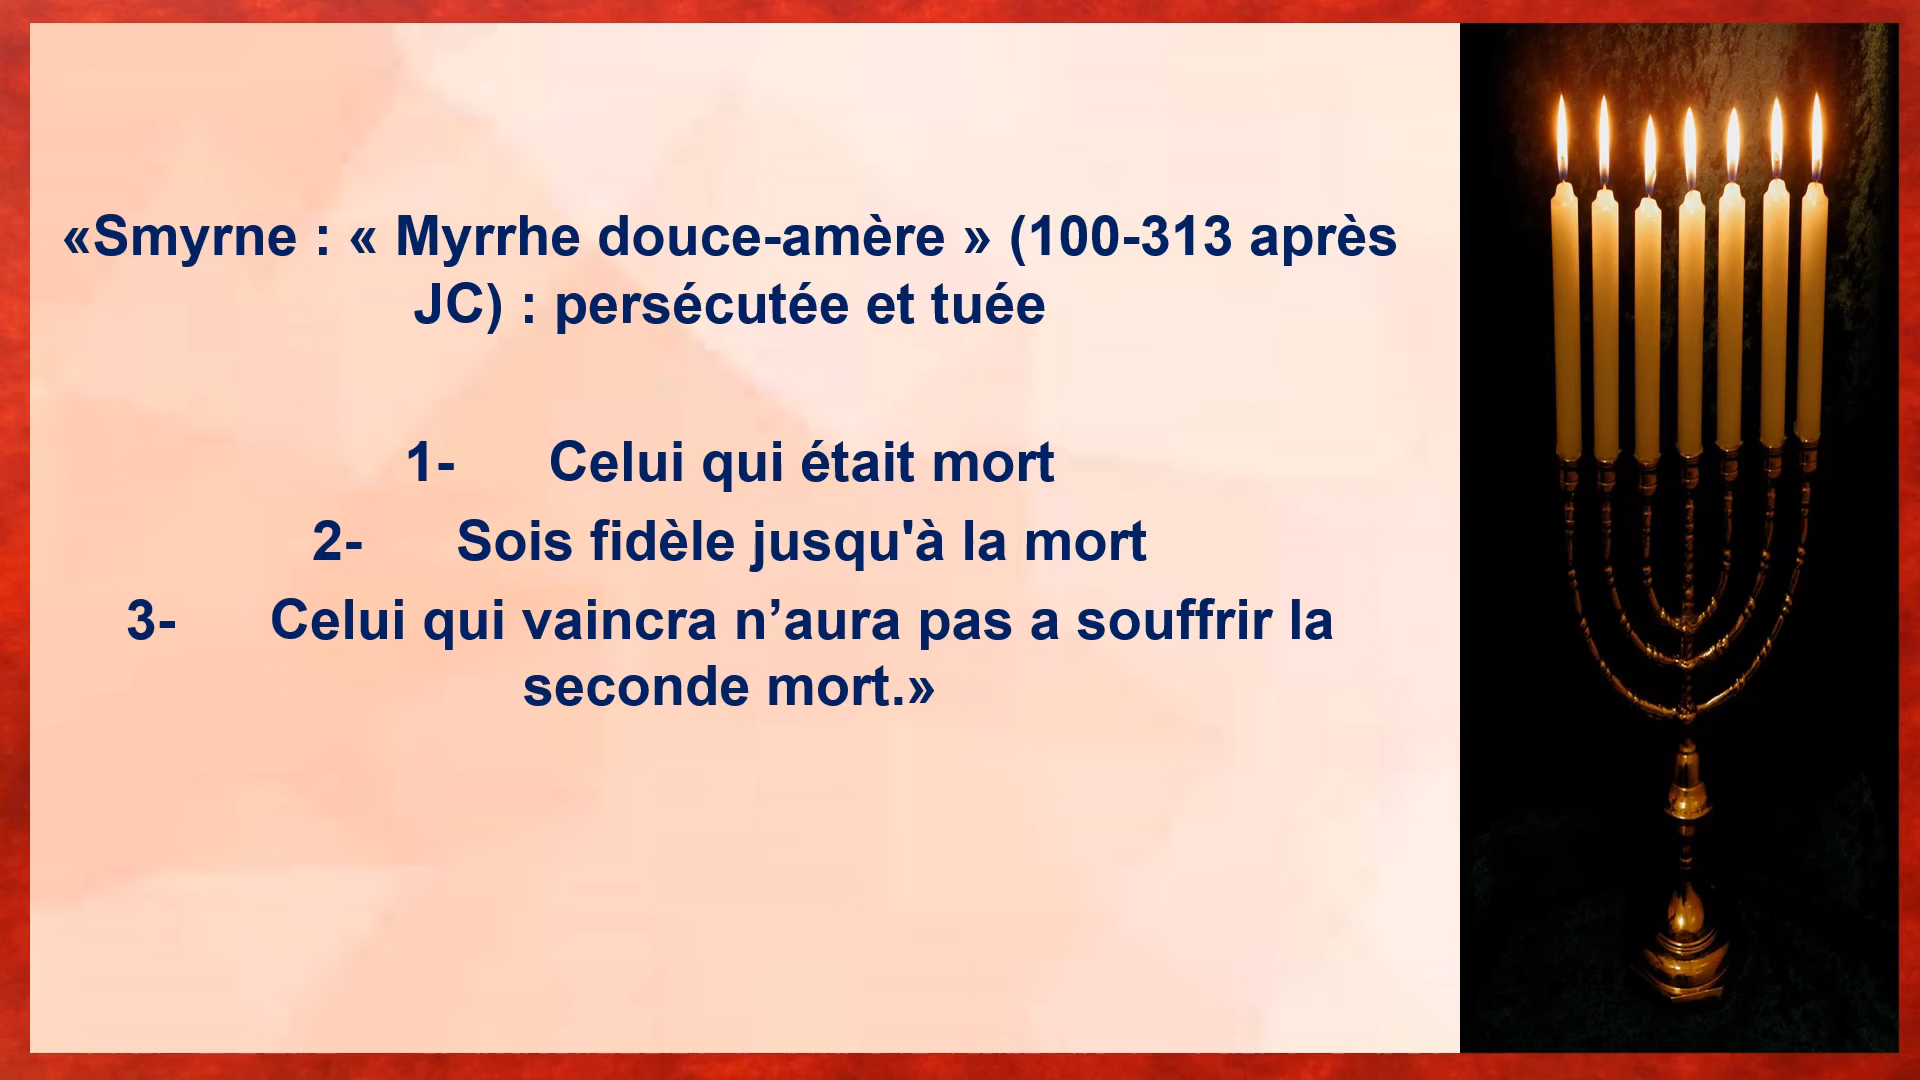 «Smyrne : « Myrrhe douce-amère » (100-313 après
JC) : persécutée et tuée
1- Celui qui était mort
2- Sois fidèle jusqu'à la mort
3- Celui qui vaincra n’aura pas a souffrir la
seconde mort.»